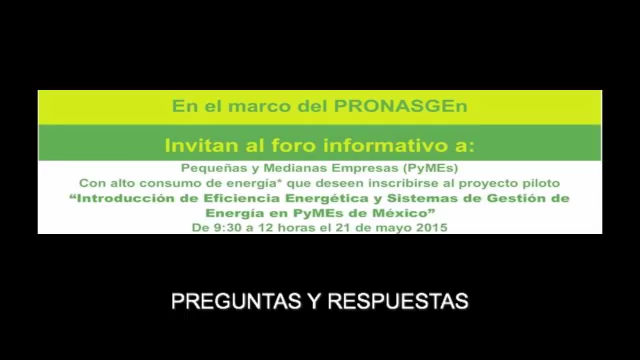 En el marco del PRONASGEn
Invitan al foro informativo a:
Pequeñas y Medianas Empresas (PyMEs)
Con alto consumo de energía* que deseen inscribirse al proyecto piloto
“Introducción de Eficiencia Energética y Sistemas de Gestión de
Energía en PyMEs de México”
De 9:30 a 12 horas el 21 de mayo 2015
PREGUNTAS Y RESPUESTAS